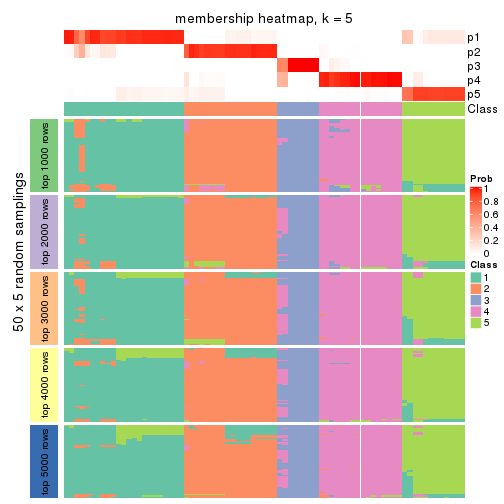 membership heatmap, k = 5
p1
p2
p3
p4
p5
Class
50 x 5 random samplings
top 1000 rows
top 2000 rows
top 3000 rows
top 4000 rows
top 5000 rows
Prob
1
0.8
0.6
0.4
0.2
0
Class
1
2
3
4
5